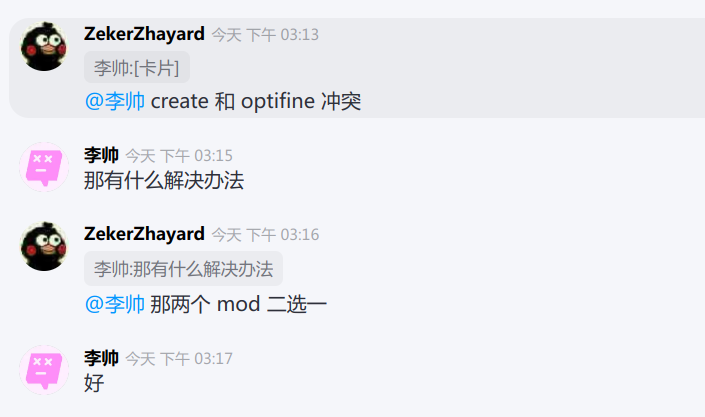 ZekerZhayard 今天 下午 03:13
李帅:[卡片]
@李帅 create 和 optifine 冲突
李帅 今天 下午 03:15
那有什么解决办法
ZekerZhayard 今天 下午 03:16
李帅:那有什么解决办法
@李帅 那两个 mod 二选一
李帅 今天 下午 03:17
好